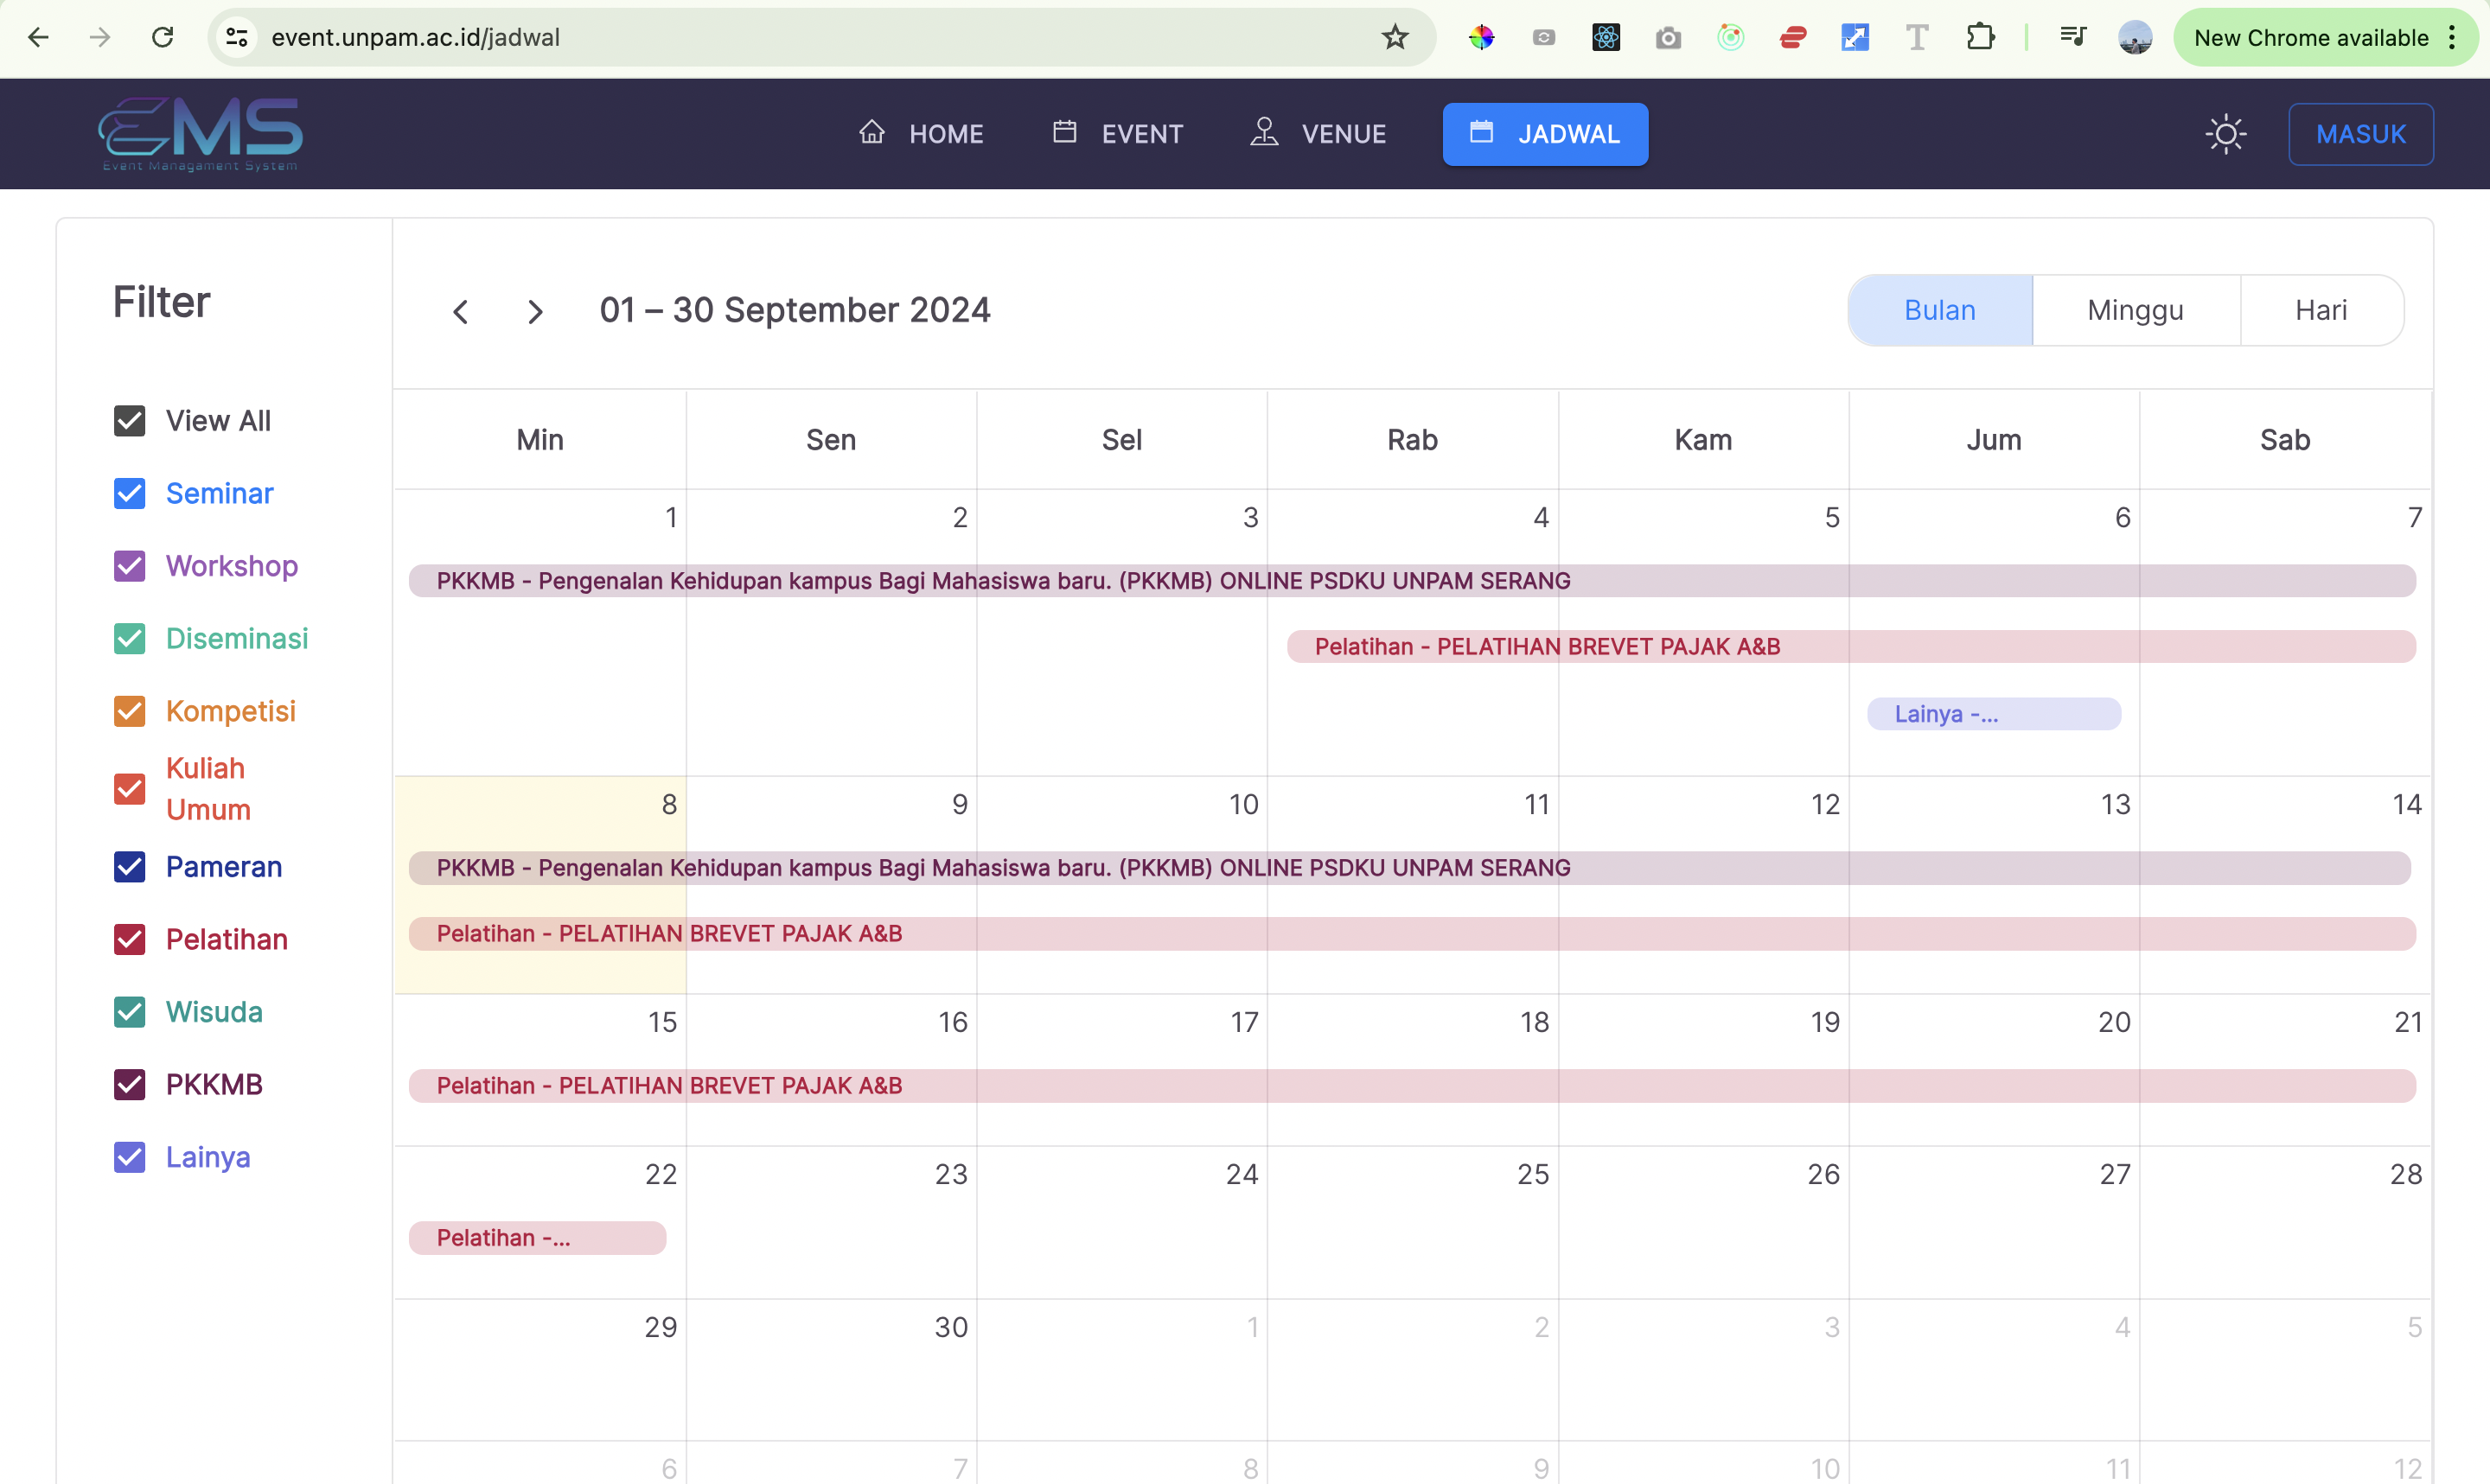 event.unpam.ac.id/jadwal
New Chrome available
EMS
Event Managament System
HOME
EVENT
VENUE
JADWAL
MASUK
Filter
View All
Seminar
Workshop
Diseminasi
Kompetisi
Kuliah
Umum
Pameran
Pelatihan
Wisuda
PKKMB
Lainya
01 – 30 September 2024
Bulan Minggu Hari
Min Sen Sel Rab Kam Jum Sab
1 2 3 4 5 6 7
PKKMB - Pengenalan Kehidupan kampus Bagi Mahasiswa baru. (PKKMB) ONLINE PSDKU UNPAM SERANG
Pelatihan - PELATIHAN BREVET PAJAK A&B
Lainya -...
8 9 10 11 12 13 14
PKKMB - Pengenalan Kehidupan kampus Bagi Mahasiswa baru. (PKKMB) ONLINE PSDKU UNPAM SERANG
Pelatihan - PELATIHAN BREVET PAJAK A&B
15 16 17 18 19 20 21
Pelatihan - PELATIHAN BREVET PAJAK A&B
22 23 24 25 26 27 28
Pelatihan -...
29 30 1 2 3 4 5
6 7 8 9 10 11 12